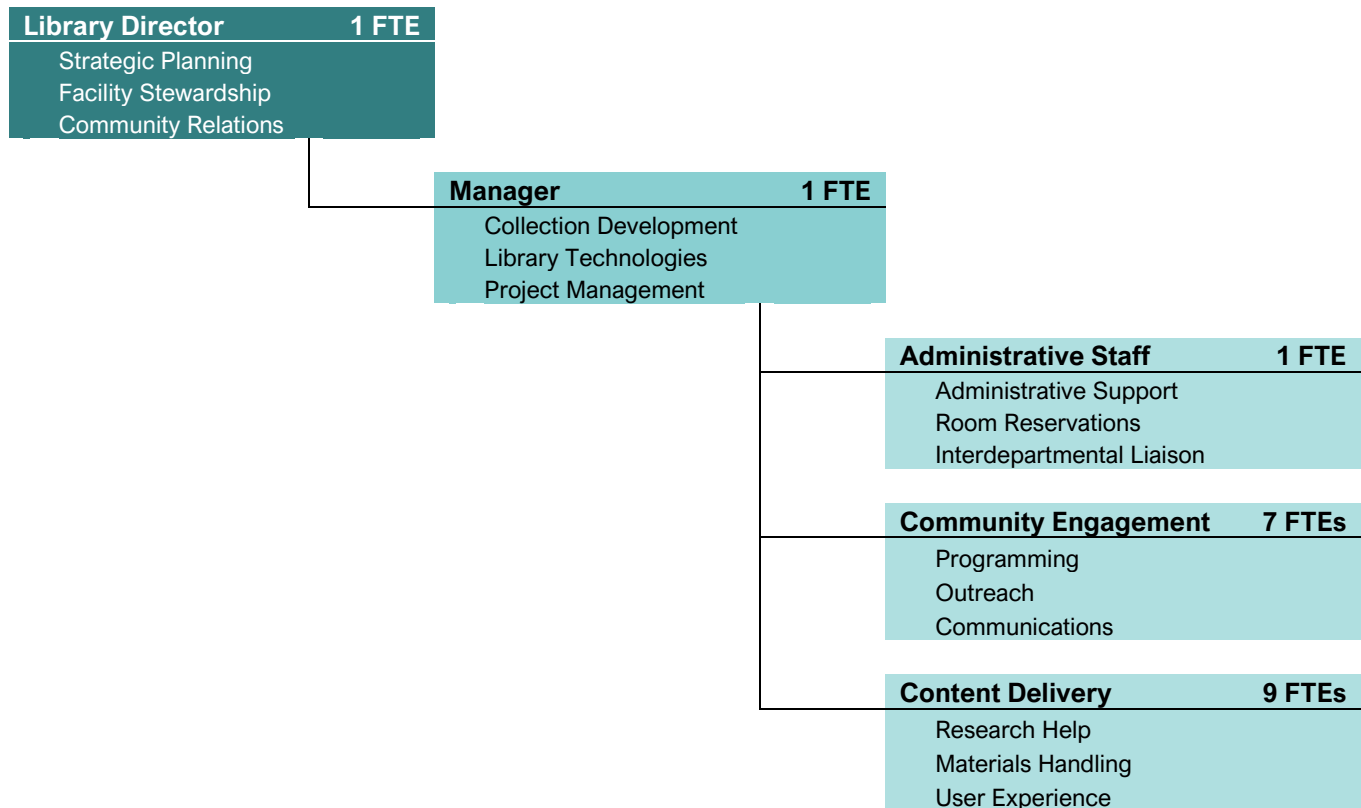 Library Director 1 FTE
Strategic Planning
Facility Stewardship
Community Relations
Manager 1 FTE
Collection Development
Library Technologies
Project Management
Administrative Staff 1 FTE
Administrative Support
Room Reservations
Interdepartmental Liaison
Community Engagement 7 FTEs
Programming
Outreach
Communications
Content Delivery 9 FTEs
Research Help
Materials Handling
User Experience